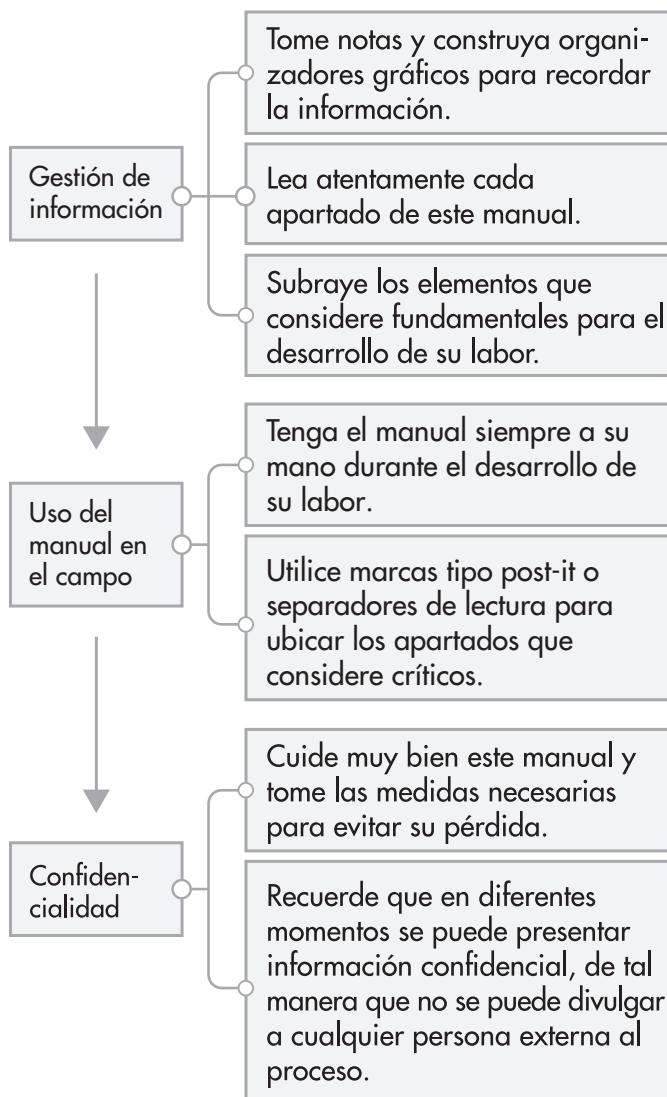 Gestión de
información
Tome notas y construya organi-
zadores gráficos para recordar
la información.
Lea atentamente cada
apartado de este manual.
Subraye los elementos que
considere fundamentales para el
desarrollo de su labor.
Uso del
manual en
el campo
Tenga el manual siempre a su
mano durante el desarrollo de
su labor.
Utilice marcas tipo post-it o
separadores de lectura para
ubicar los apartados que
considere críticos.
Confiden-
cialidad
Cuide muy bien este manual y
tome las medidas necesarias
para evitar su pérdida.
Recuerde que en diferentes
momentos se puede presentar
información confidencial, de tal
manera que no se puede divulgar
a cualquier persona externa al
proceso.